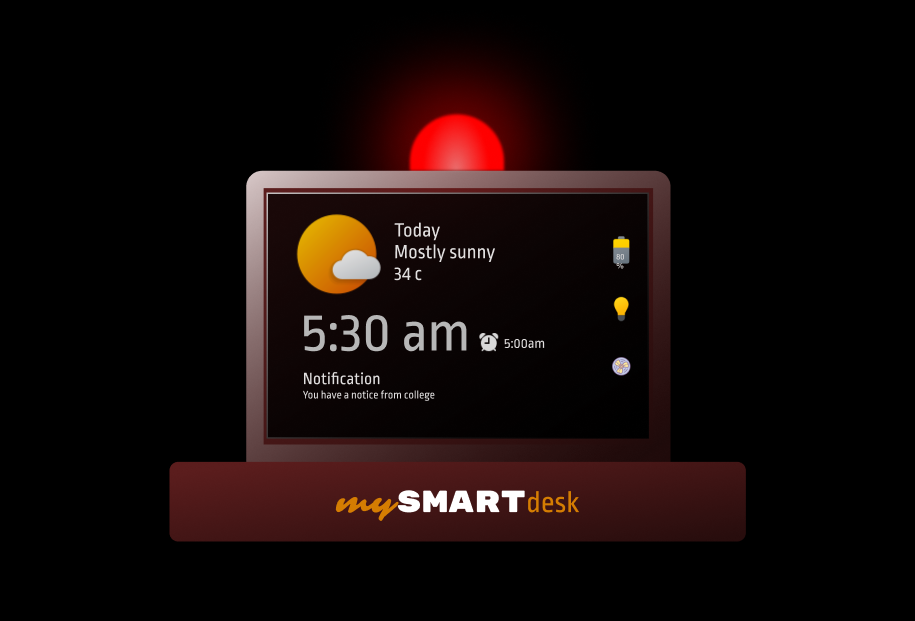 Today
Mostly sunny
34 c
80
%
5:30 am
5:00am
Notification
You have a notice from college
mySMARTdesk